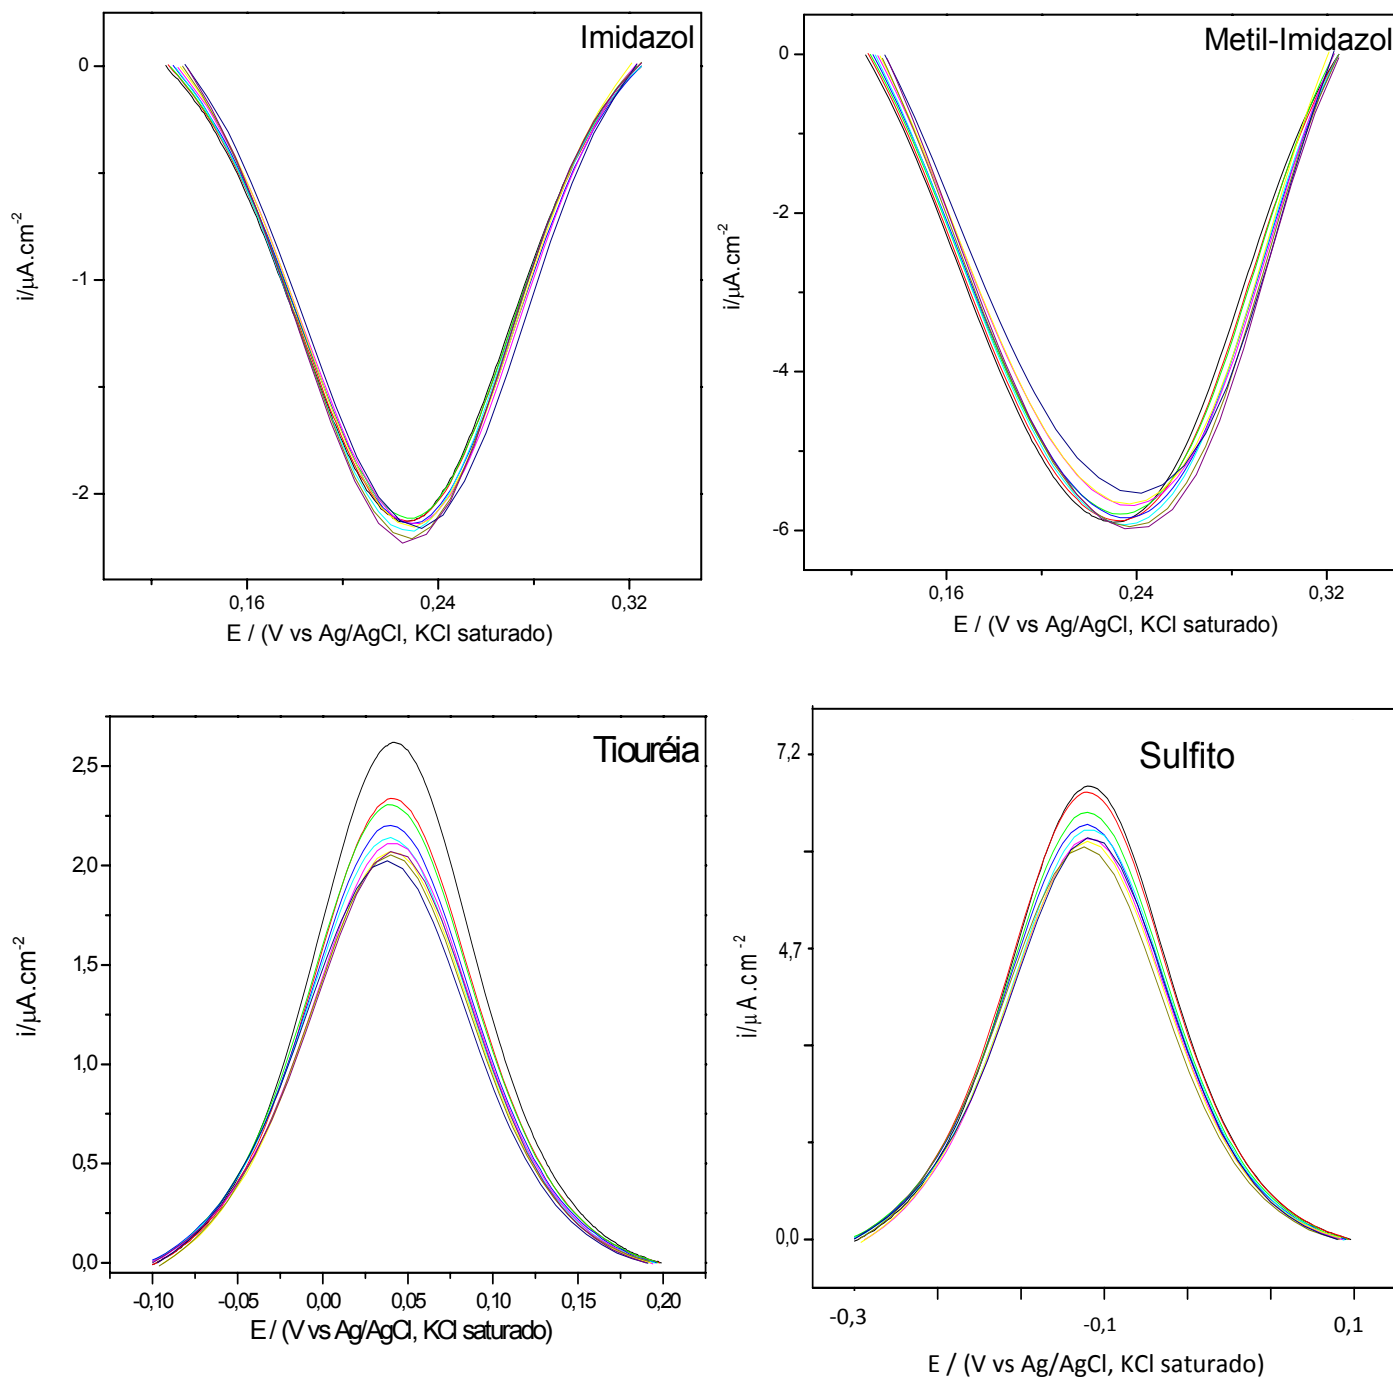 Imidazol
0
-1
-2
i/μA.cm⁻²
0,16 0,24 0,32
E / (V vs Ag/AgCl, KCl saturado)
Metil-Imidazol
0
-2
-4
-6
i/μA.cm⁻²
0,16 0,24 0,32
E / (V vs Ag/AgCl, KCl saturado)
Tiouréia
2,5
2,0
1,5
1,0
0,5
0,0
i/μA.cm⁻²
-0,10 -0,05 0,00 0,05 0,10 0,15 0,20
E / (V vs Ag/AgCl, KCl saturado)
Sulfito
7,2
4,7
0,0
i/μA.cm⁻²
-0,3 -0,1 0,1
E / (V vs Ag/AgCl, KCl saturado)